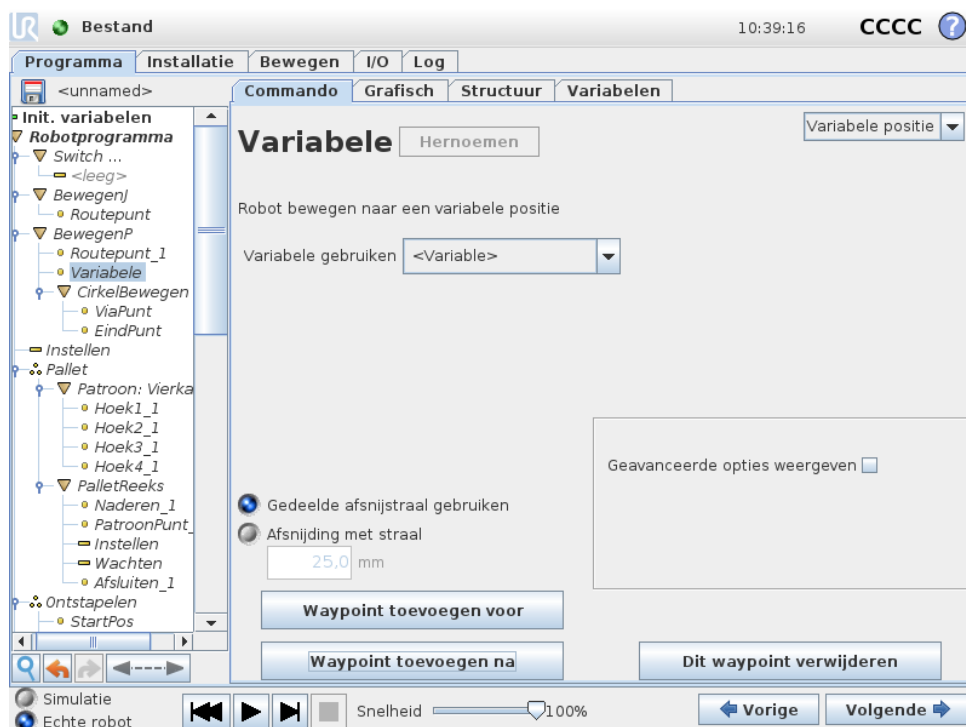 UR Bestand 10:39:16 CCCC ?
Programma Installatie Bewegen I/O Log
<unnamed> Commando Grafisch Structuur Variabelen
Init. variabelen
Robotprogramma
Switch ...
<leeg>
BewegenJ
Routepunt
BewegenP
Routepunt_1
Variabele
CirkelBewegen
ViaPunt
EindPunt
Instellen
Pallet
Patroon: Vierka
Hoek1_1
Hoek2_1
Hoek3_1
Hoek4_1
PalletReeks
Naderen_1
PatroonPunt_
Instellen
Wachten
Afsluiten_1
Ontstapelen
StartPos
Variabele Hernoemen Variabele positie
Robot bewegen naar een variabele positie
Variabele gebruiken <Variable>
Geavanceerde opties weergeven
Gedeelde afsnijstraal gebruiken
Afsnijding met straal
25,0 mm
Waypoint toevoegen voor
Waypoint toevoegen na Dit waypoint verwijderen
Simulatie
Echte robot
Snelheid 100% Vorige Volgende